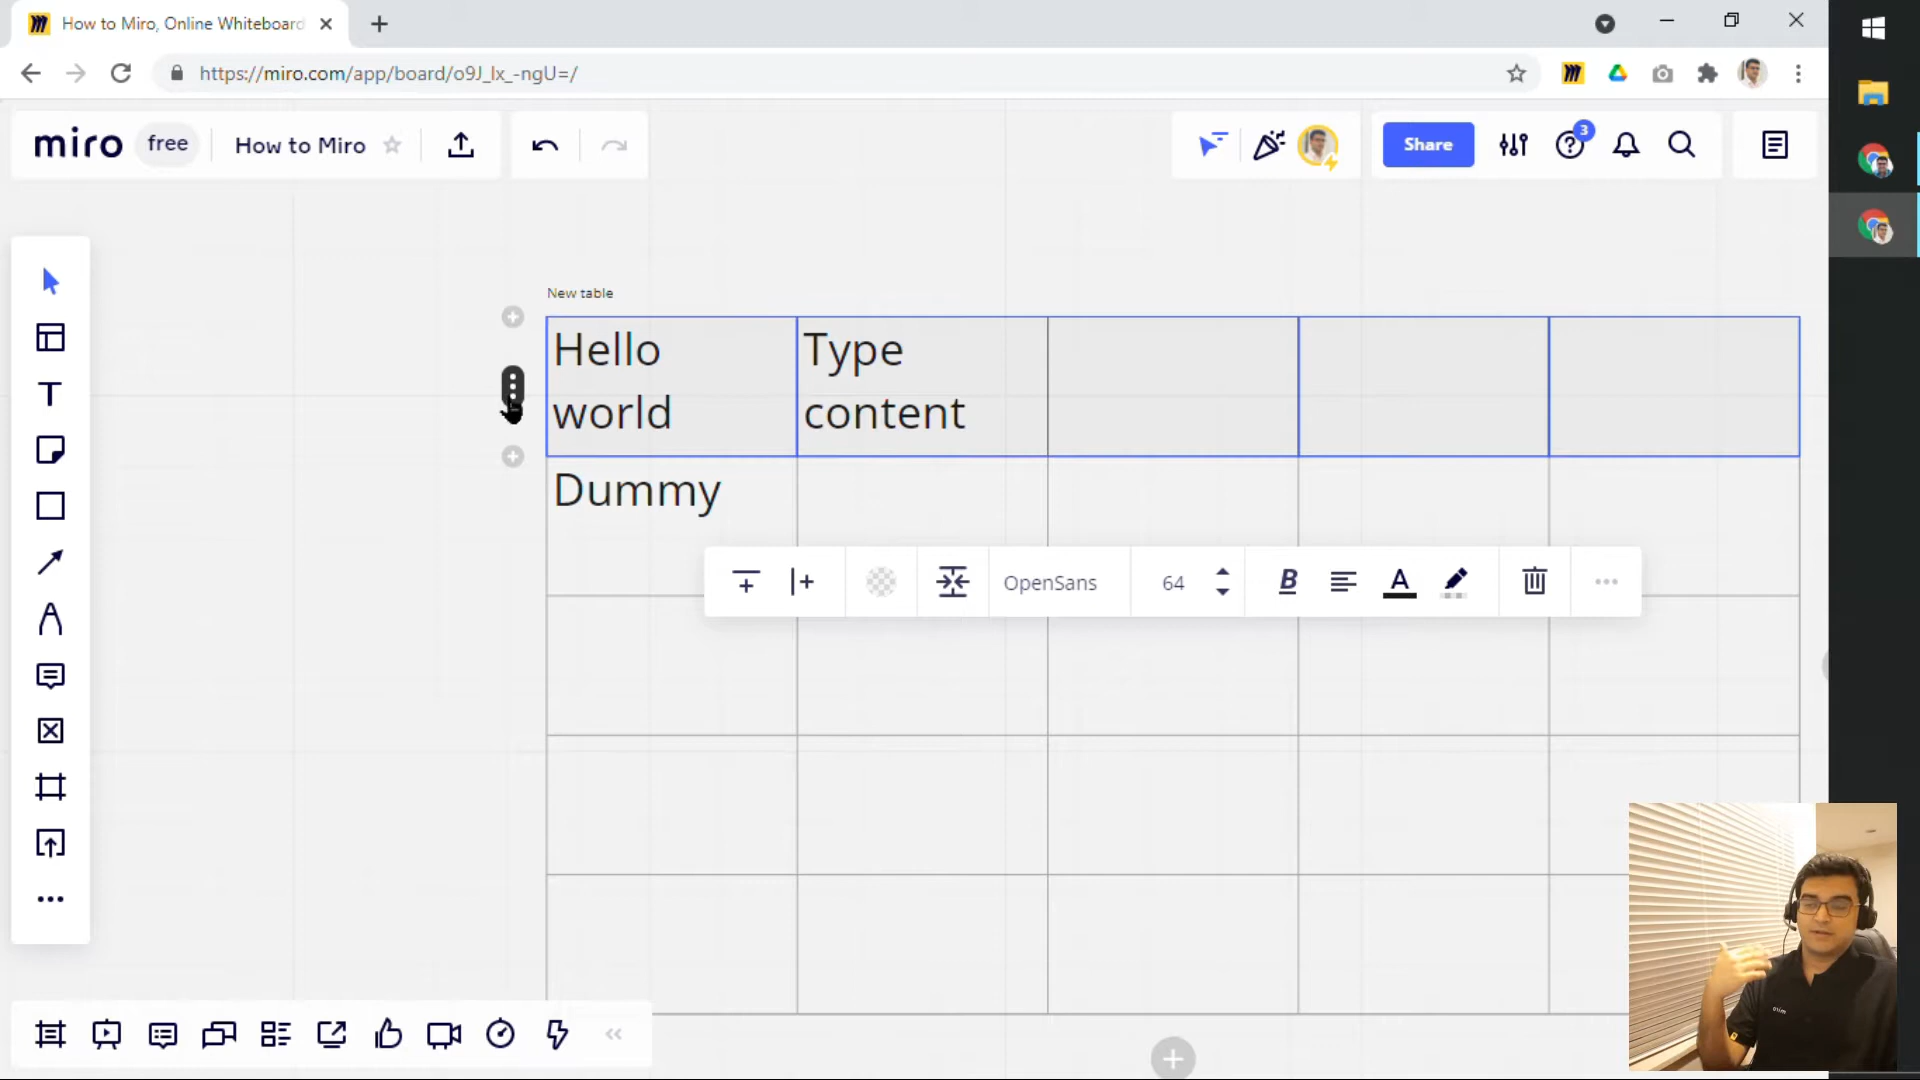 How to Miro, Online Whiteboard
https://miro.com/app/board/o9J_lx_-ngU=/
miro free How to Miro
Share 3
New table
Hello world
Type content
Dummy
OpenSans 64 B A
T